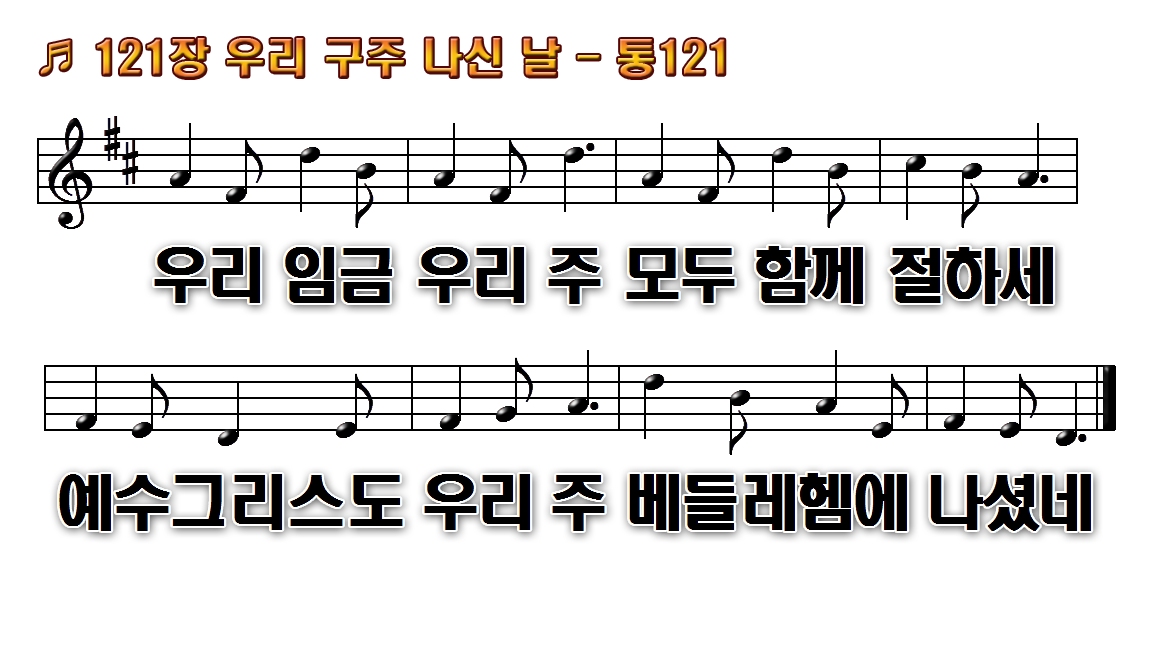 ♬ 121장 우리 구주 나신 날 - 통121
우리 임금 우리 주 모두 함께 절하세
예수그리스도 우리 주 베들레헴에 나셨네